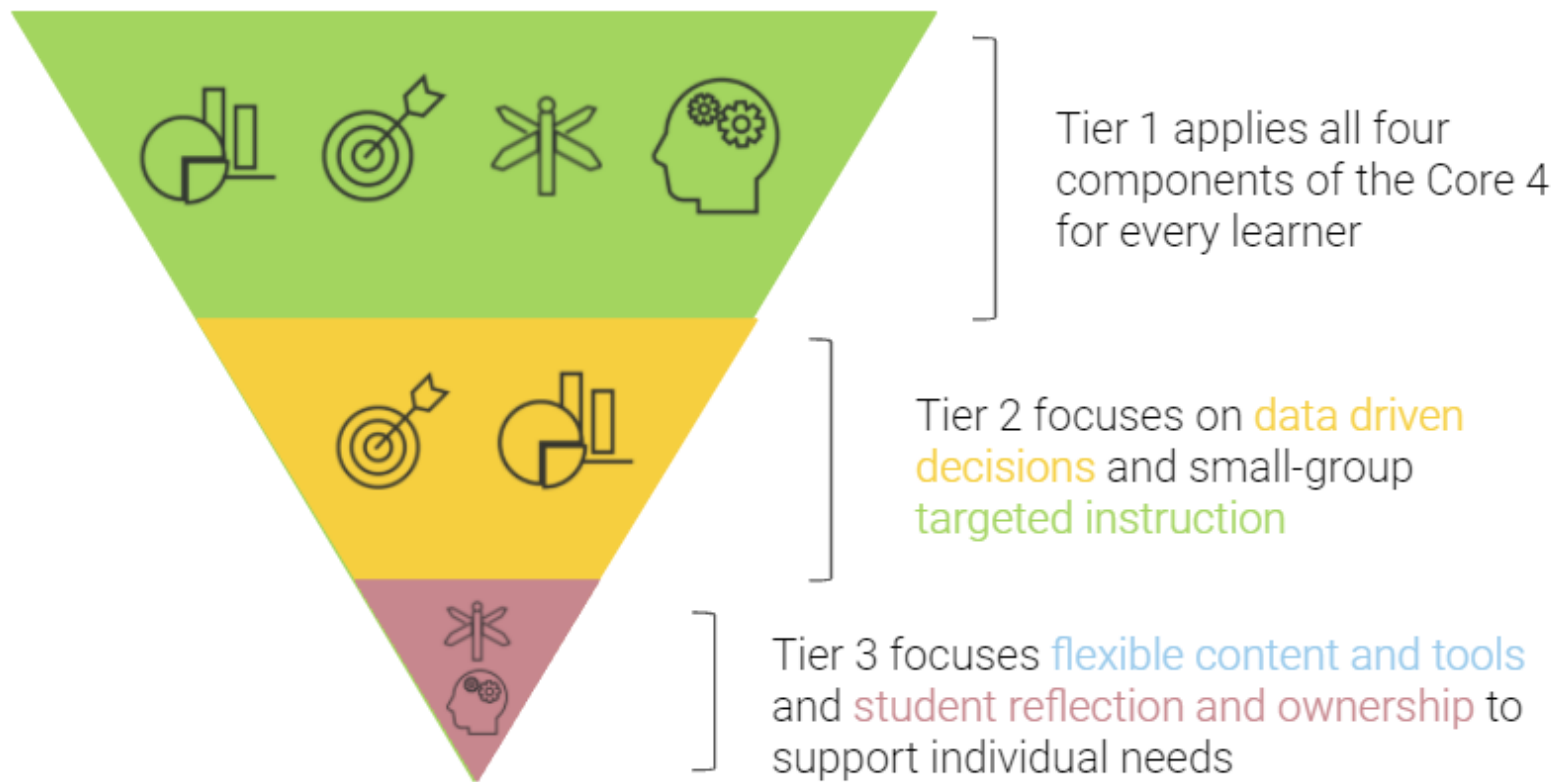 Tier 1 applies all four
components of the Core 4
for every learner
Tier 2 focuses on data driven
decisions and small-group
targeted instruction
Tier 3 focuses flexible content and tools
and student reflection and ownership to
support individual needs